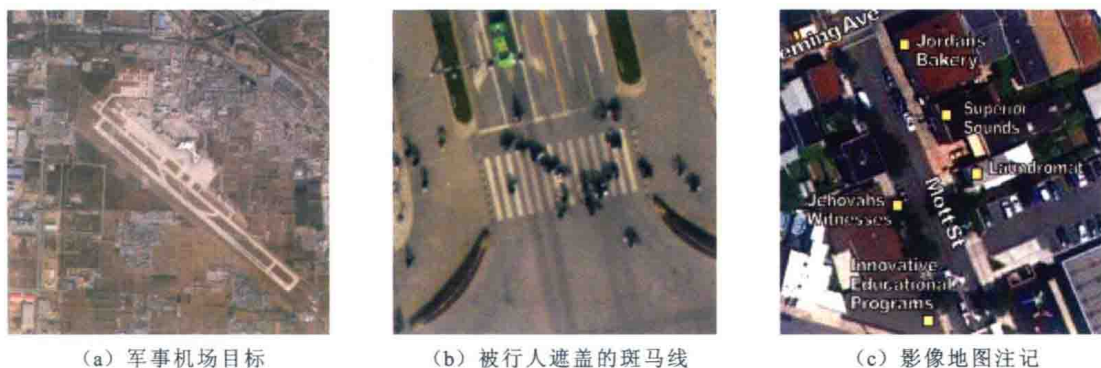 eming Ave
Jordans
Bakery
Superior
Sounds
Laundromat
Mott St
Jehovahs
Witnesses
Innovative
Educational
Programs
(a) 军事机场目标
(b) 被行人遮盖的斑马线
(c) 影像地图注记